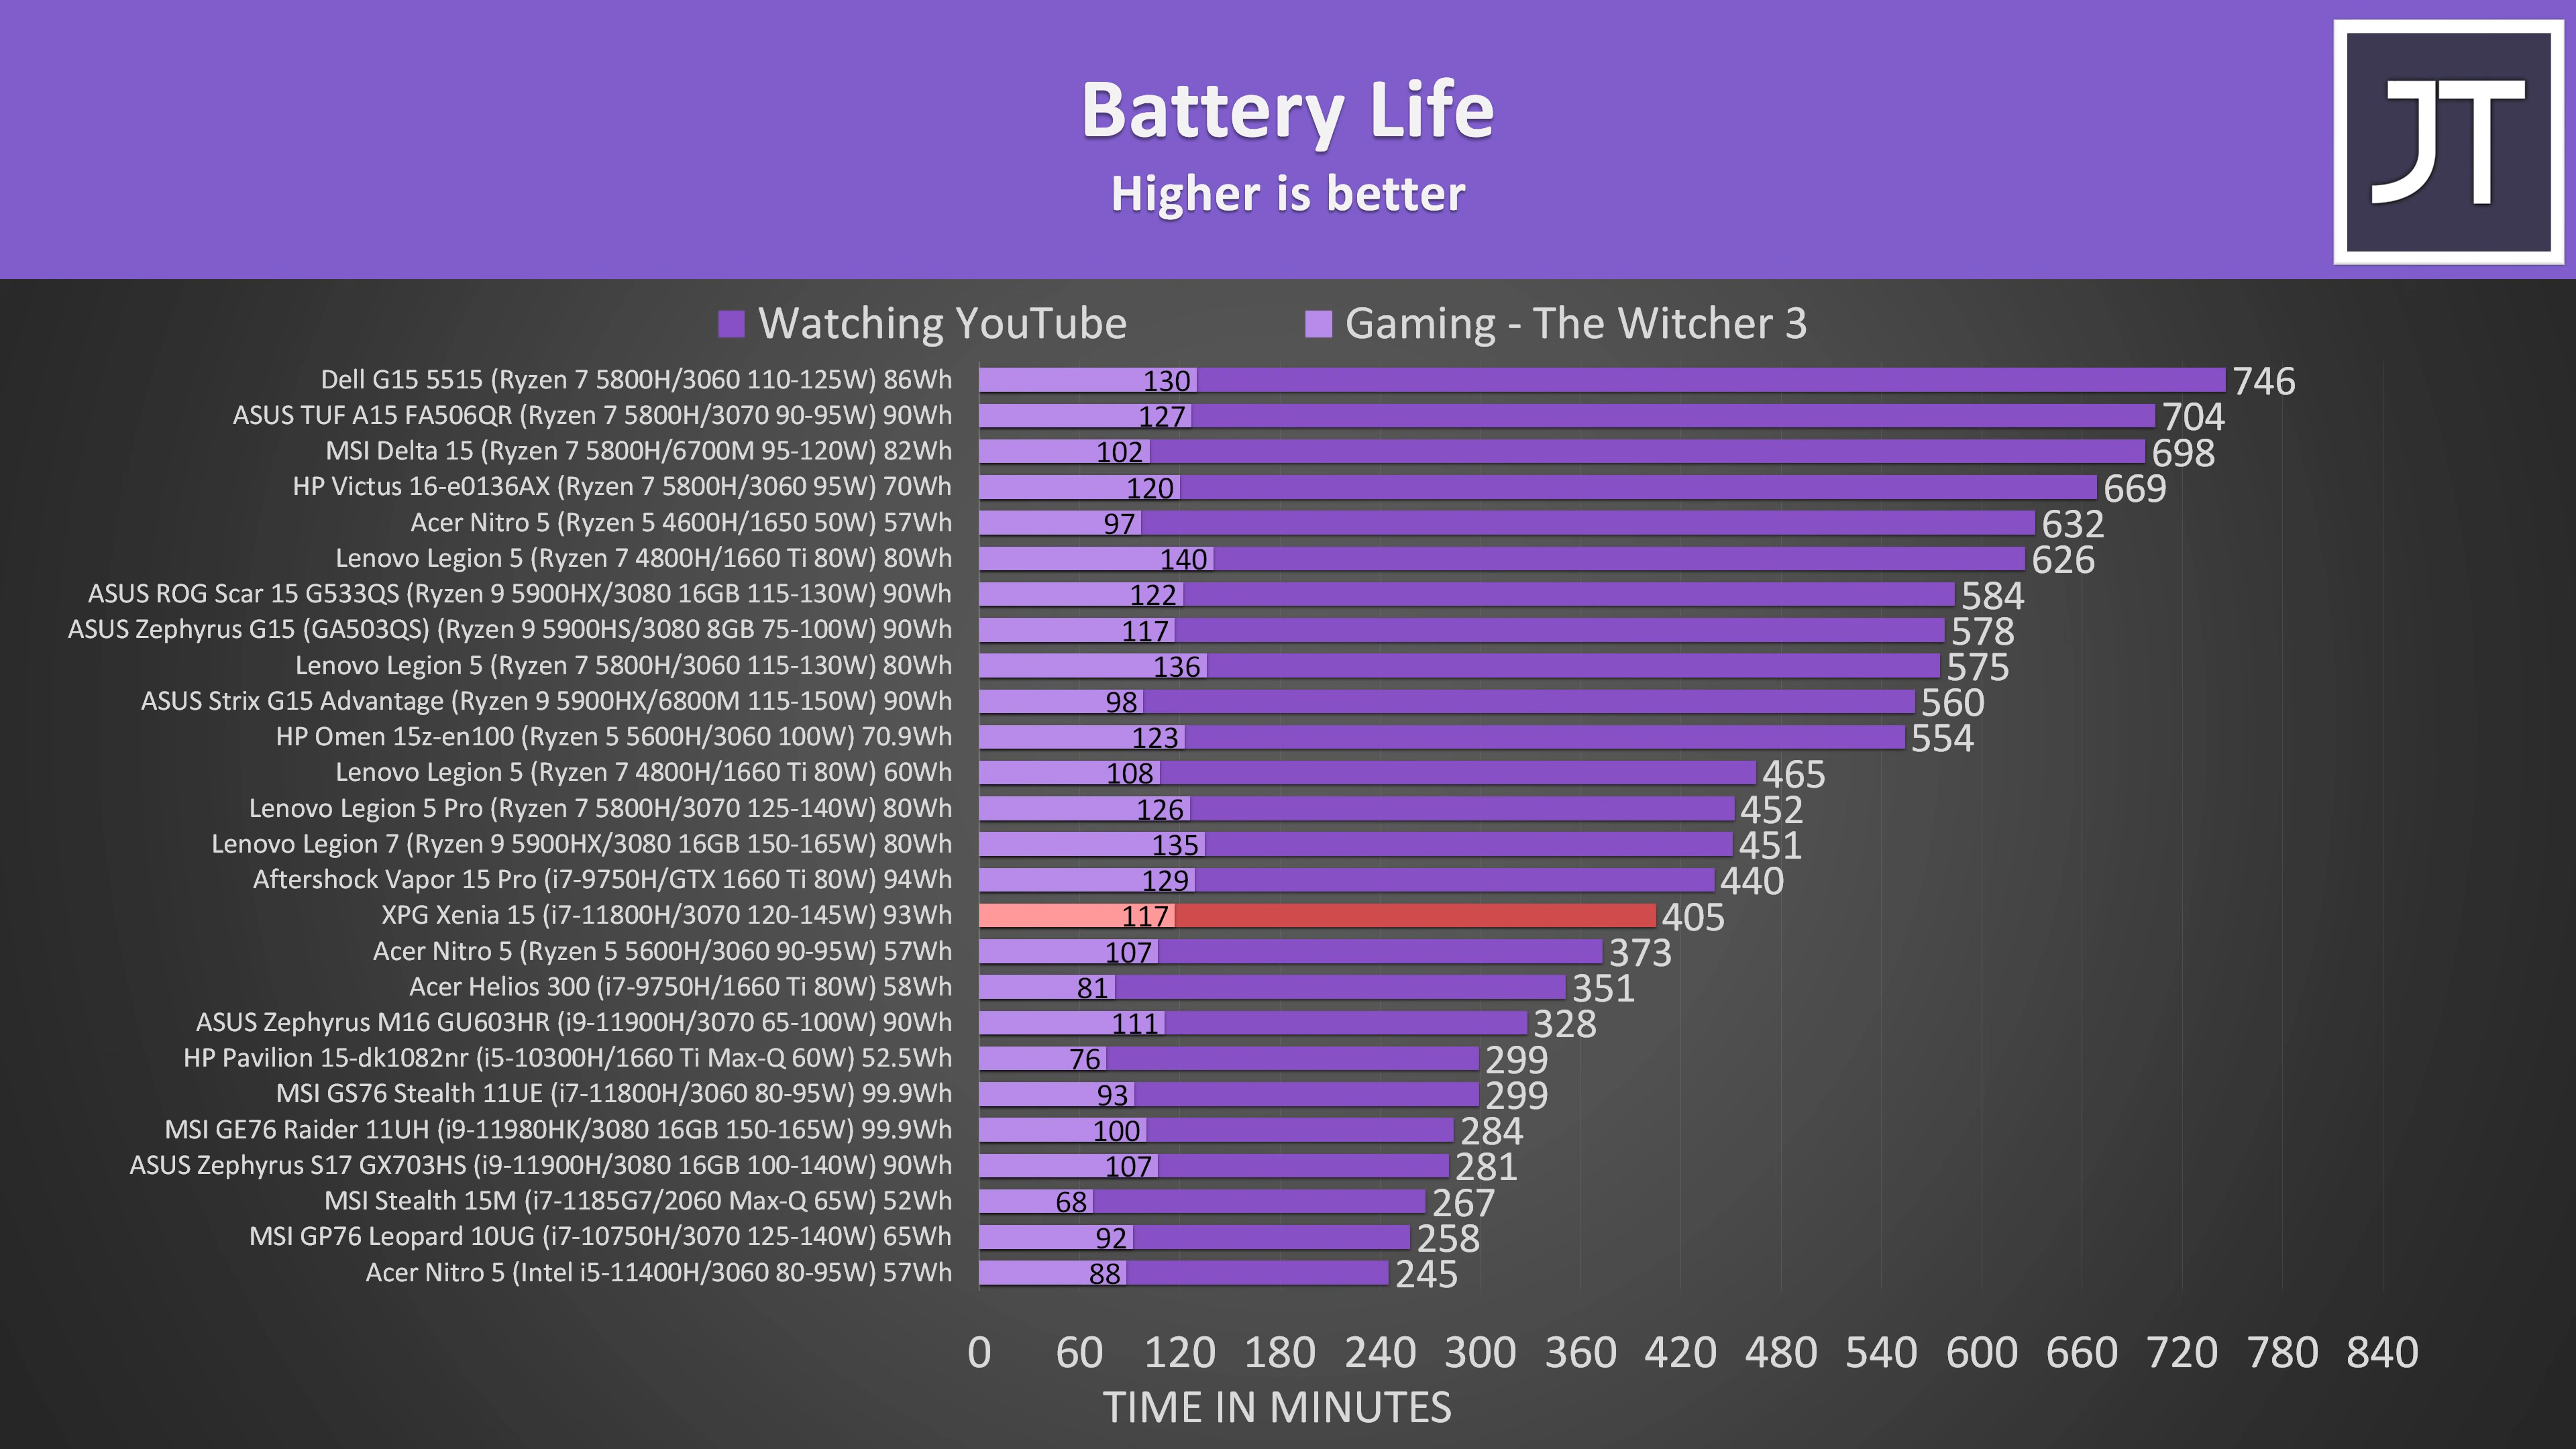 Battery Life
Higher is better
JT
Watching YouTube Gaming - The Witcher 3
Dell G15 5515 (Ryzen 7 5800H/3060 110-125W) 86Wh 130 746
ASUS TUF A15 FA506QR (Ryzen 7 5800H/3070 90-95W) 90Wh 127 704
MSI Delta 15 (Ryzen 7 5800H/6700M 95-120W) 82Wh 102 698
HP Victus 16-e0136AX (Ryzen 7 5800H/3060 95W) 70Wh 120 669
Acer Nitro 5 (Ryzen 5 4600H/1650 50W) 57Wh 97 632
Lenovo Legion 5 (Ryzen 7 4800H/1660 Ti 80W) 80Wh 140 626
ASUS ROG Scar 15 G533QS (Ryzen 9 5900HX/3080 16GB 115-130W) 90Wh 122 584
ASUS Zephyrus G15 (GA503QS) (Ryzen 9 5900HS/3080 8GB 75-100W) 90Wh 117 578
Lenovo Legion 5 (Ryzen 7 5800H/3060 115-130W) 80Wh 136 575
ASUS Strix G15 Advantage (Ryzen 9 5900HX/6800M 115-150W) 90Wh 98 560
HP Omen 15z-en100 (Ryzen 5 5600H/3060 100W) 70.9Wh 123 554
Lenovo Legion 5 (Ryzen 7 4800H/1660 Ti 80W) 60Wh 108 465
Lenovo Legion 5 Pro (Ryzen 7 5800H/3070 125-140W) 80Wh 126 452
Lenovo Legion 7 (Ryzen 9 5900HX/3080 16GB 150-165W) 80Wh 135 451
Aftershock Vapor 15 Pro (i7-9750H/GTX 1660 Ti 80W) 94Wh 129 440
XPG Xenia 15 (i7-11800H/3070 120-145W) 93Wh 117 405
Acer Nitro 5 (Ryzen 5 5600H/3060 90-95W) 57Wh 107 373
Acer Helios 300 (i7-9750H/1660 Ti 80W) 58Wh 81 351
ASUS Zephyrus M16 GU603HR (i9-11900H/3070 65-100W) 90Wh 111 328
HP Pavilion 15-dk1082nr (i5-10300H/1660 Ti Max-Q 60W) 52.5Wh 76 299
MSI GS76 Stealth 11UE (i7-11800H/3060 80-95W) 99.9Wh 93 299
MSI GE76 Raider 11UH (i9-11980HK/3080 16GB 150-165W) 99.9Wh 100 284
ASUS Zephyrus S17 GX703HS (i9-11900H/3080 16GB 100-140W) 90Wh 107 281
MSI Stealth 15M (i7-1185G7/2060 Max-Q 65W) 52Wh 68 267
MSI GP76 Leopard 10UG (i7-10750H/3070 125-140W) 65Wh 92 258
Acer Nitro 5 (Intel i5-11400H/3060 80-95W) 57Wh 88 245
0 60 120 180 240 300 360 420 480 540 600 660 720 780 840
TIME IN MINUTES